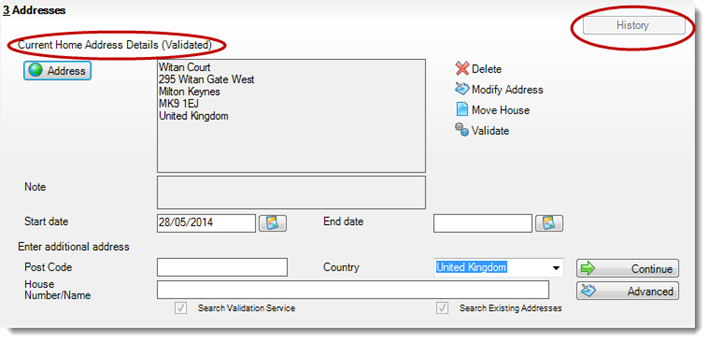 3 Addresses
History
Current Home Address Details (Validated)
Address
Witan Court
295 Witan Gate West
Milton Keynes
MK9 1EJ
United Kingdom
Delete
Modify Address
Move House
Validate
Note
Start date 28/05/2014 End date
Enter additional address
Post Code Country United Kingdom Continue
House Number/Name Advanced
Search Validation Service Search Existing Addresses